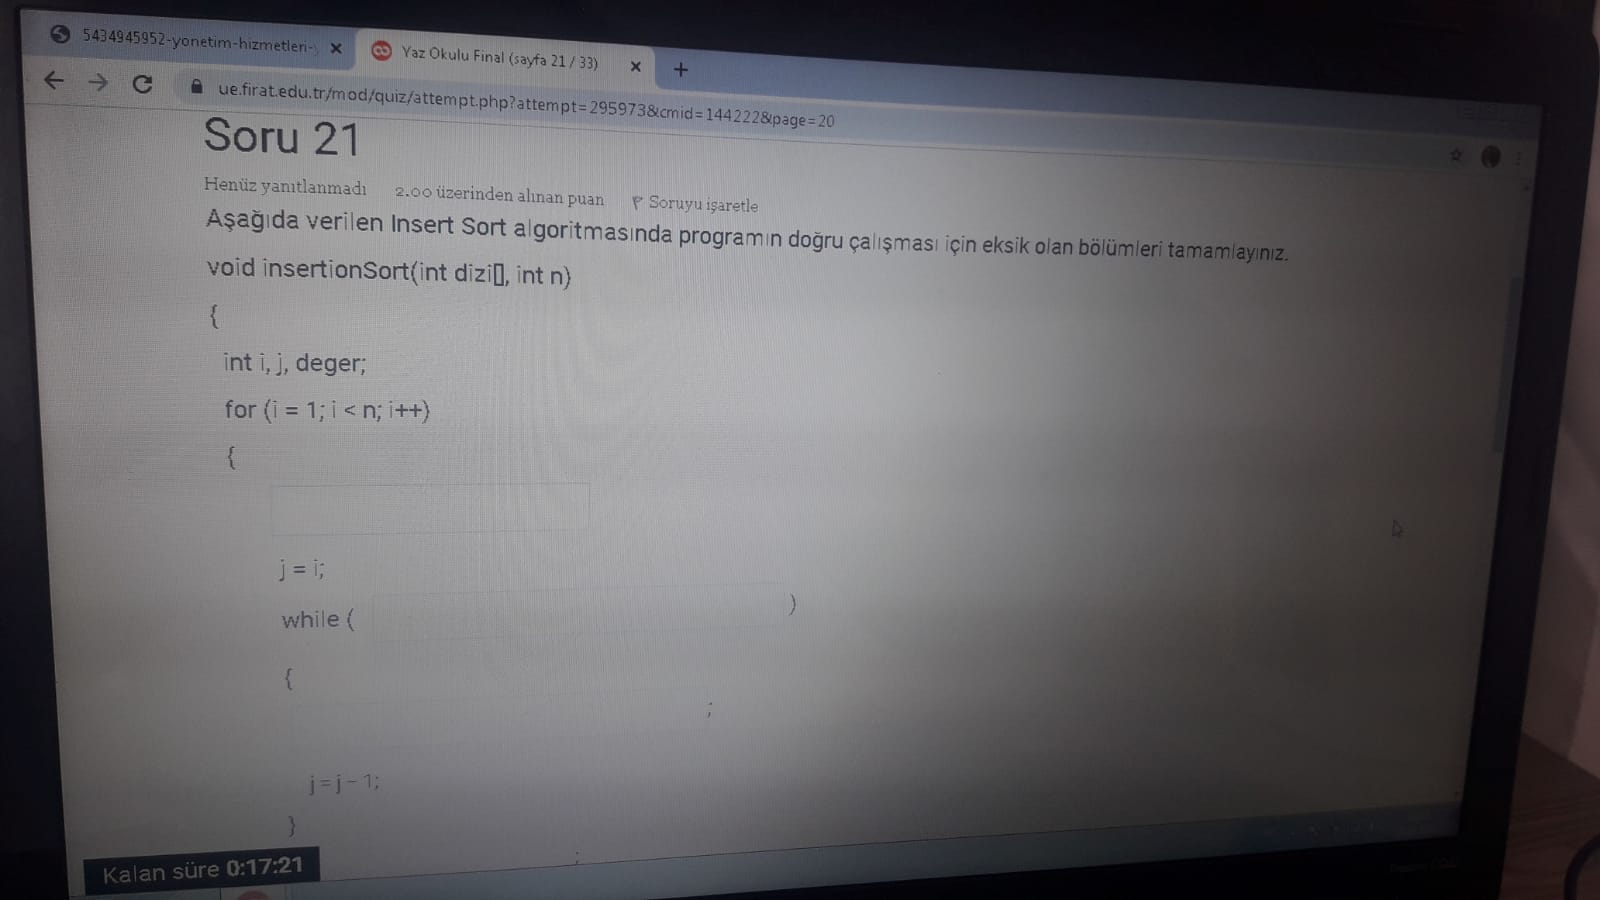 5434945952-yonetim-hizmetleri-
Yaz Okulu Final (sayfa 21 / 33)
ue.firat.edu.tr/mod/quiz/attempt.php?attempt=295973&cmid=144222&page=20
Soru 21
Henüz yanıtlanmadı 2.00 üzerinden alınan puan Soruyu işaretle
Aşağıda verilen Insert Sort algoritmasında programın doğru çalışması için eksik olan bölümleri tamamlayınız.
void insertionSort(int dizi[], int n)
{
int i, j, deger;
for (i = 1; i < n; i++)
{
j = i;
while ( )
{
;
j = j - 1;
}
;
Kalan süre 0:17:21